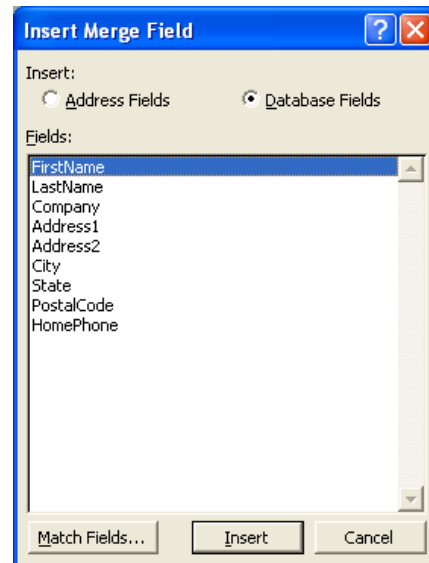 Insert Merge Field
Insert:
Address Fields Database Fields
Fields:
FirstName
LastName
Company
Address1
Address2
City
State
PostalCode
HomePhone
Match Fields... Insert Cancel